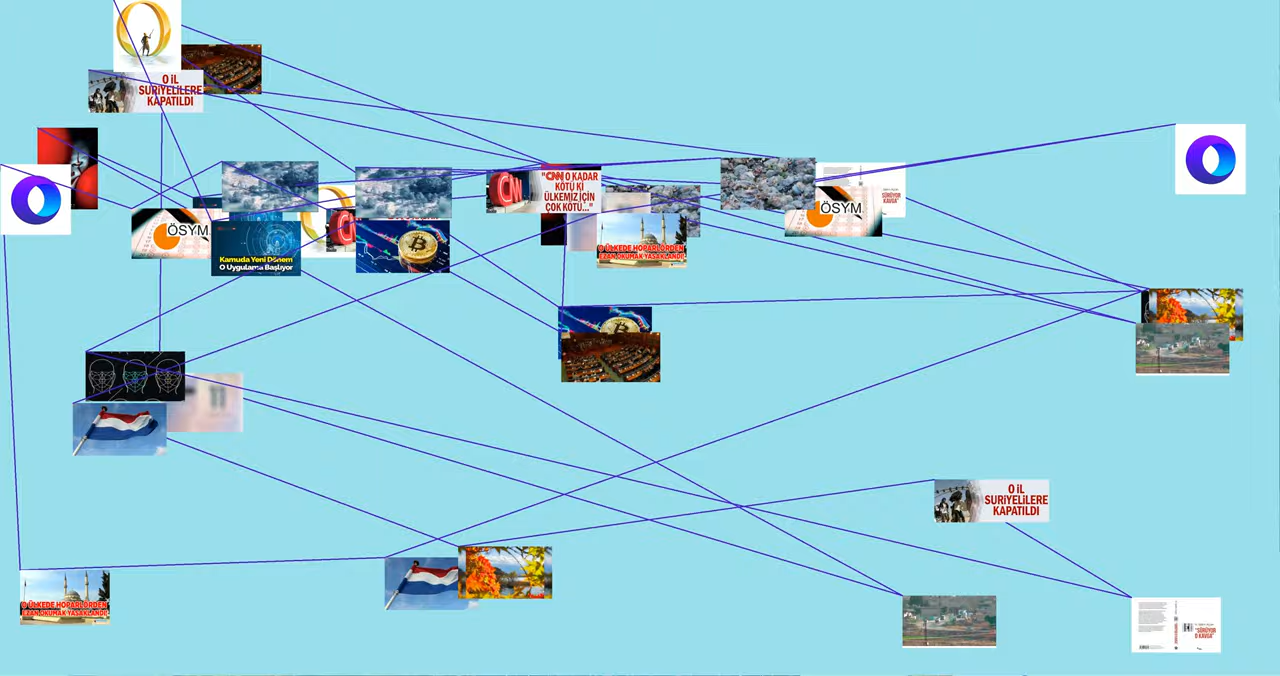 O İL
SURİYELİLERE
KAPATILDI
ÖSYM
Kamuda Yeni Dönem
O Uygulama Başlıyor
"CNN O KADAR
KÖTÜ Kİ
ÜLKEMİZ İÇİN
ÇOK KÖTÜ..."
O ÜLKEDE HOPARLÖRDEN
EZAN OKUMAK YASAKLANDI!
ÖSYM
KAVGA"
O İL
SURİYELİLERE
KAPATILDI
O ÜLKEDE HOPARLÖRDEN
EZAN OKUMAK YASAKLANDI!
"SÜRÜYOR
O KAVGA"